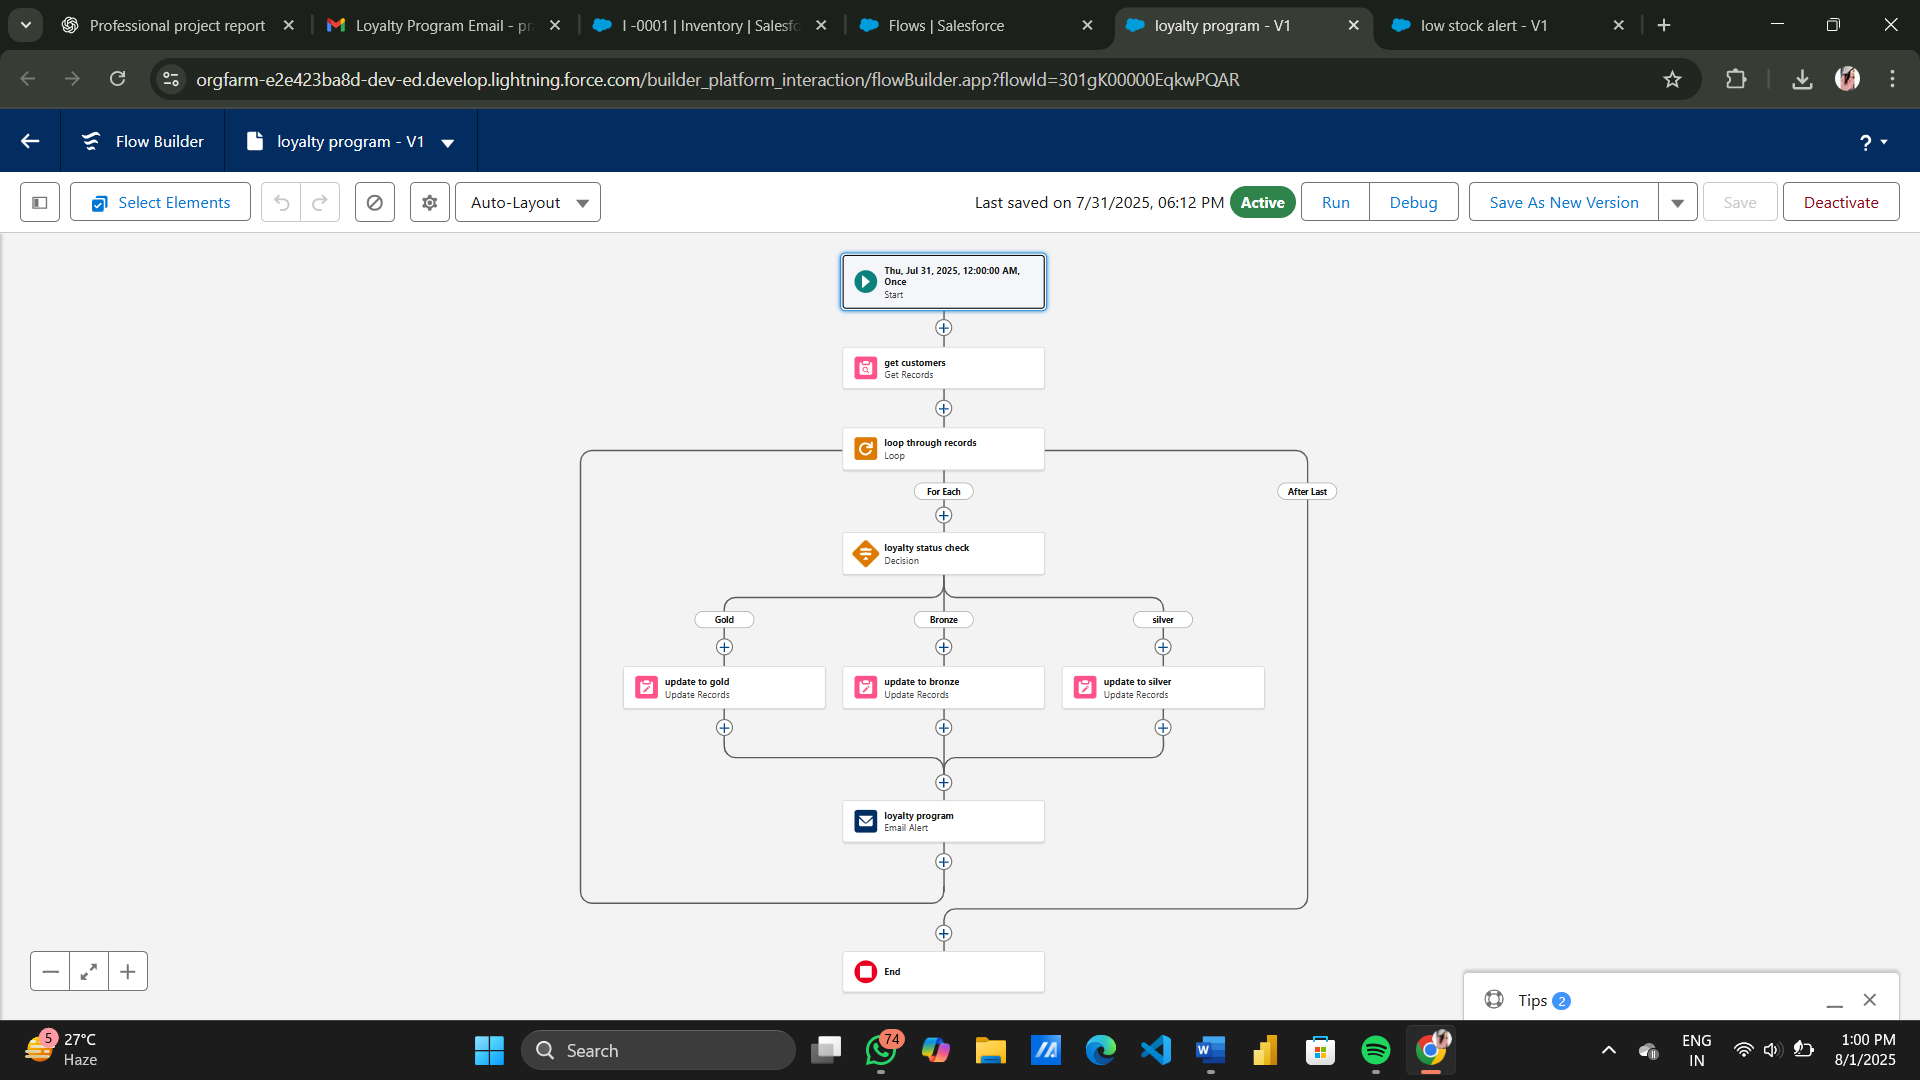 Professional project report
Loyalty Program Email - pr
I -0001 | Inventory | Salesfo
Flows | Salesforce
loyalty program - V1
low stock alert - V1
orgfarm-e2e423ba8d-dev-ed.develop.lightning.force.com/builder_platform_interaction/flowBuilder.app?flowId=301gK00000EqkwPQAR
Flow Builder
loyalty program - V1
?
Select Elements
Auto-Layout
Last saved on 7/31/2025, 06:12 PM
Active
Run
Debug
Save As New Version
Save
Deactivate
Thu, Jul 31, 2025, 12:00:00 AM,
Once
Start
get customers
Get Records
loop through records
Loop
For Each
After Last
loyalty status check
Decision
Gold
Bronze
silver
update to gold
Update Records
update to bronze
Update Records
update to silver
Update Records
loyalty program
Email Alert
End
Tips 2
5
27°C
Haze
Search
74
ENG
IN
1:00 PM
8/1/2025